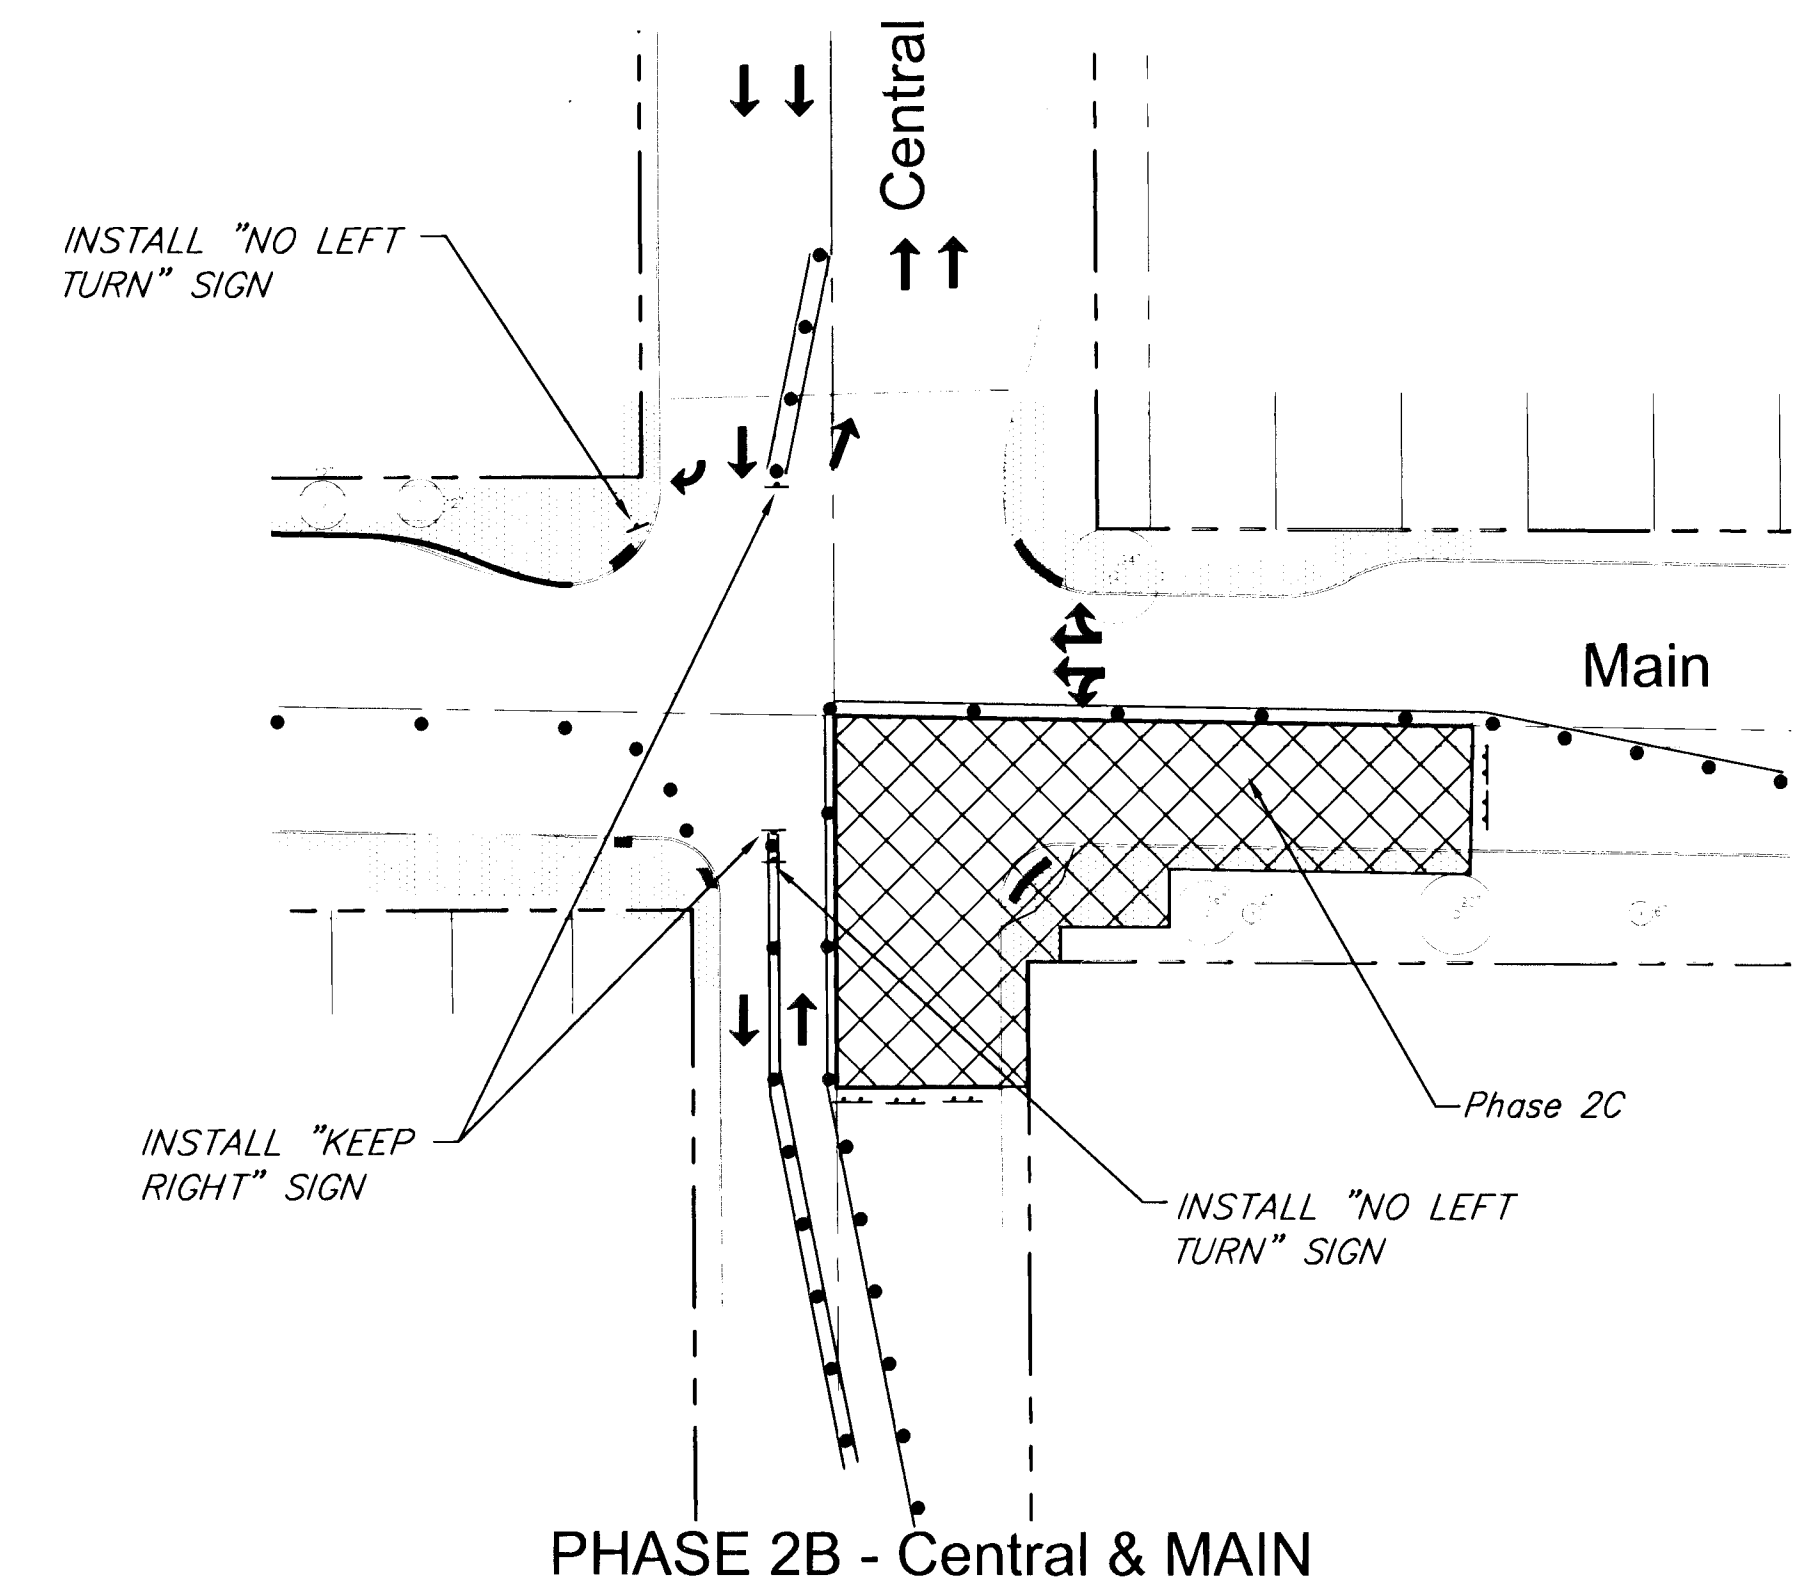 Central
INSTALL "NO LEFT
TURN" SIGN
Main
INSTALL "KEEP
RIGHT" SIGN
Phase 2C
INSTALL "NO LEFT
TURN" SIGN
PHASE 2B - Central & MAIN